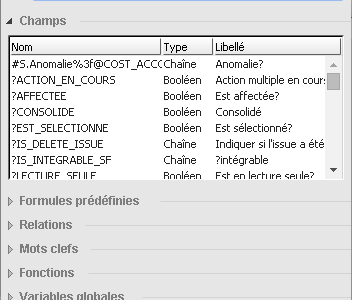 Champs
Nom Type Libellé
#S.Anomalie%3f@COST_ACCO Chaîne Anomalie?
?ACTION_EN_COURS Booléen Action multiple en cours
?AFFECTEE Booléen Est affectée?
?CONSOLIDE Booléen Consolidé
?EST_SELECTIONNE Booléen Est sélectionné?
?IS_DELETE_ISSUE Chaîne Indiquer si l'issue a été
?IS_INTEGRABLE_SF Chaîne ?intégrable
?LECTURE_SEULE Booléen Est en lecture seule?
Formules prédéfinies
Relations
Mots clefs
Fonctions
Variables globales